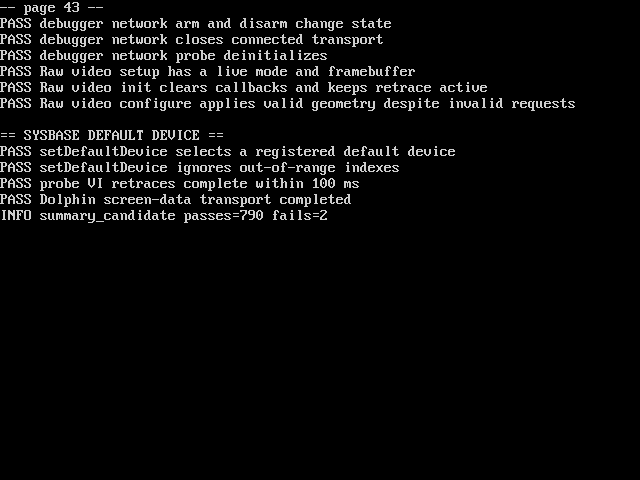 -- page 43 --
PASS debugger network arm and disarm change state
PASS debugger network closes connected transport
PASS debugger network probe deinitializes
PASS Raw video setup has a live mode and framebuffer
PASS Raw video init clears callbacks and keeps retrace active
PASS Raw video configure applies valid geometry despite invalid requests
== SYSBASE DEFAULT DEVICE ==
PASS setDefaultDevice selects a registered default device
PASS setDefaultDevice ignores out-of-range indexes
PASS probe VI retraces complete within 100 ms
PASS Dolphin screen-data transport completed
INFO summary_candidate passes=790 fails=2